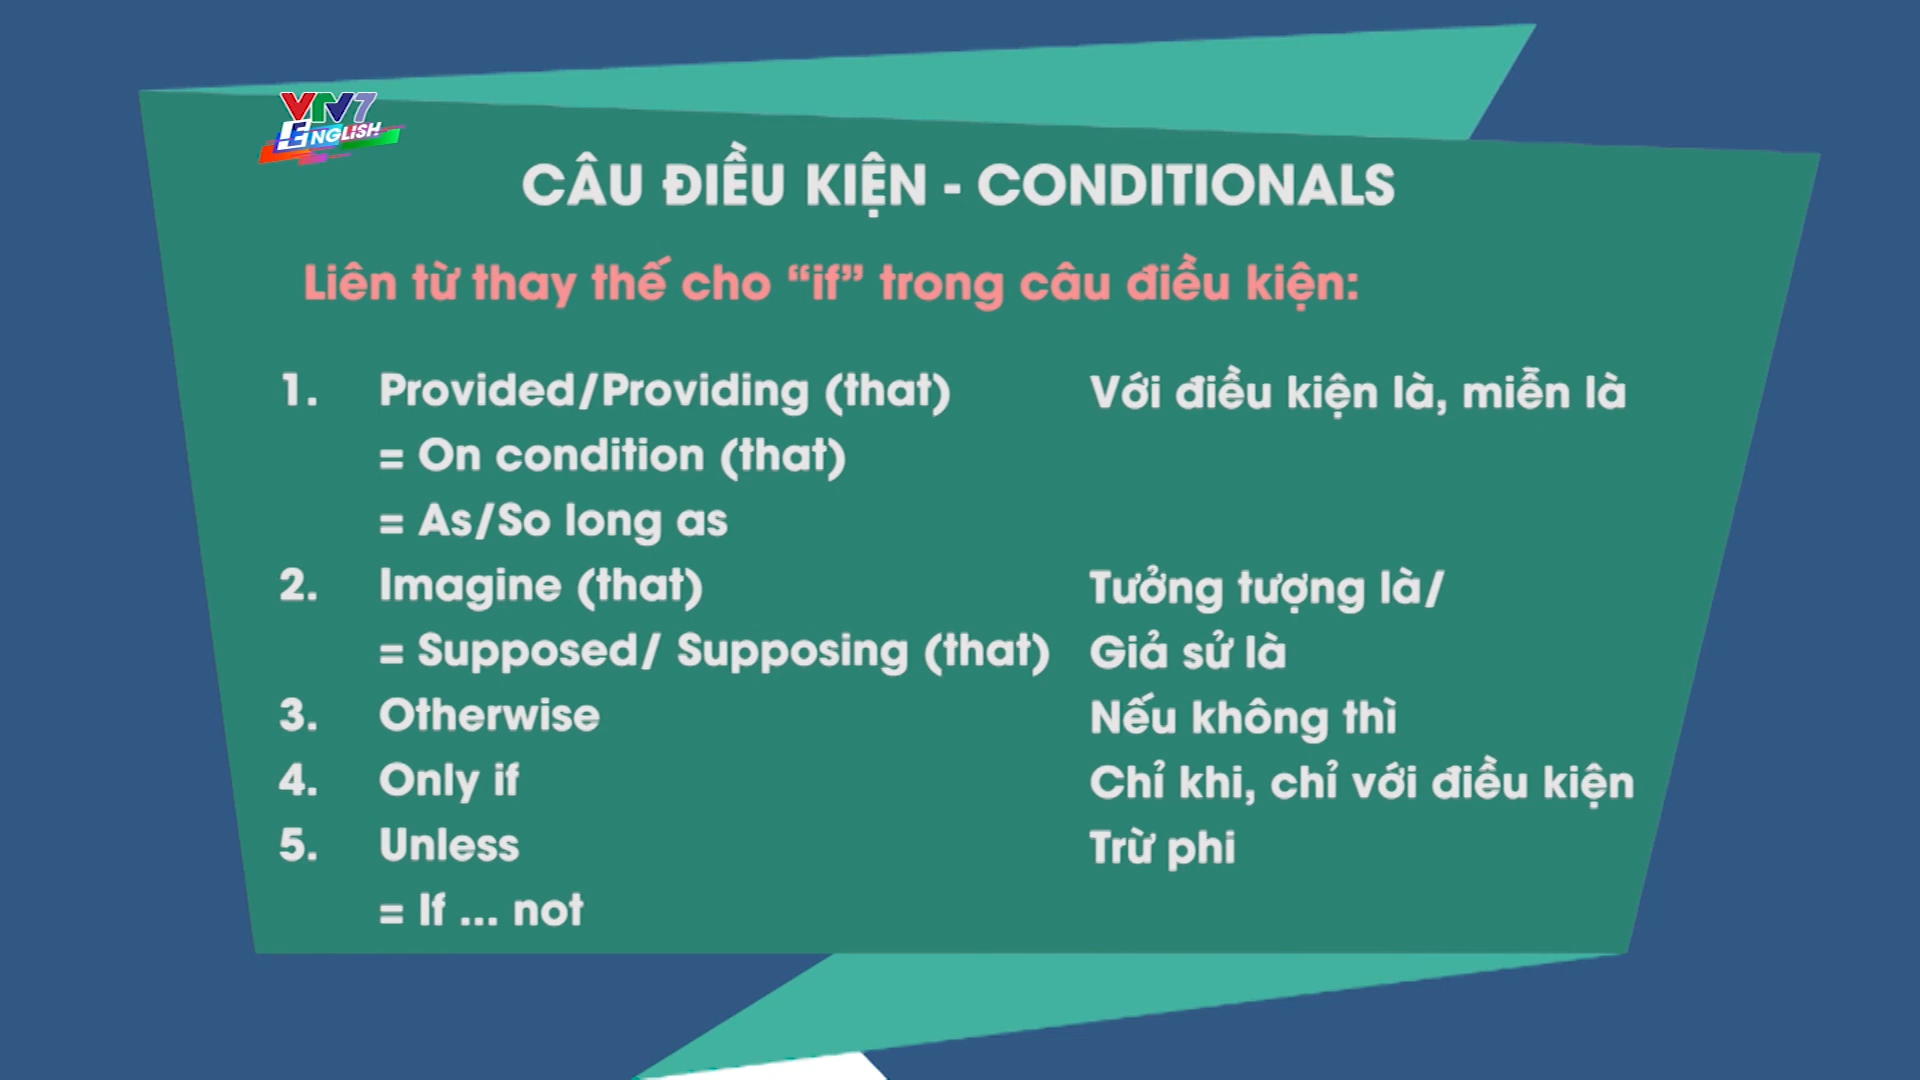 VTV7
ENGLISH
CÂU ĐIỀU KIỆN - CONDITIONALS
Liên từ thay thế cho “if” trong câu điều kiện:
1. Provided/Providing (that) Với điều kiện là, miễn là
= On condition (that)
= As/So long as
2. Imagine (that) Tưởng tượng là/
= Supposed/ Supposing (that) Giả sử là
3. Otherwise Nếu không thì
4. Only if Chỉ khi, chỉ với điều kiện
5. Unless Trừ phi
= If ... not